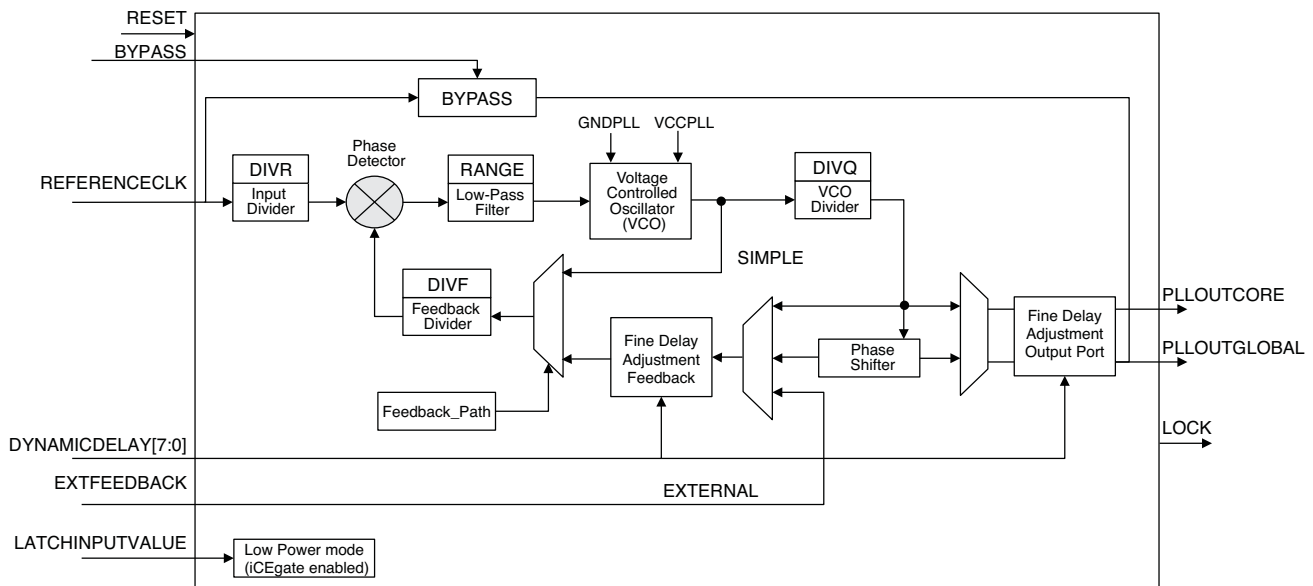 RESET
BYPASS
BYPASS
GNDPLL
VCCPLL
Phase
Detector
DIVR
Input
Divider
RANGE
Low-Pass
Filter
Voltage
Controlled
Oscillator
(VCO)
DIVQ
VCO
Divider
REFERENCECLK
SIMPLE
DIVF
Feedback
Divider
Fine Delay
Adjustment
Feedback
Phase
Shifter
Fine Delay
Adjustment
Output Port
PLLOUTCORE
PLLOUTGLOBAL
Feedback_Path
DYNAMICDELAY[7:0]
LOCK
EXTFEEDBACK
EXTERNAL
LATCHINPUTVALUE
Low Power mode
(iCEgate enabled)